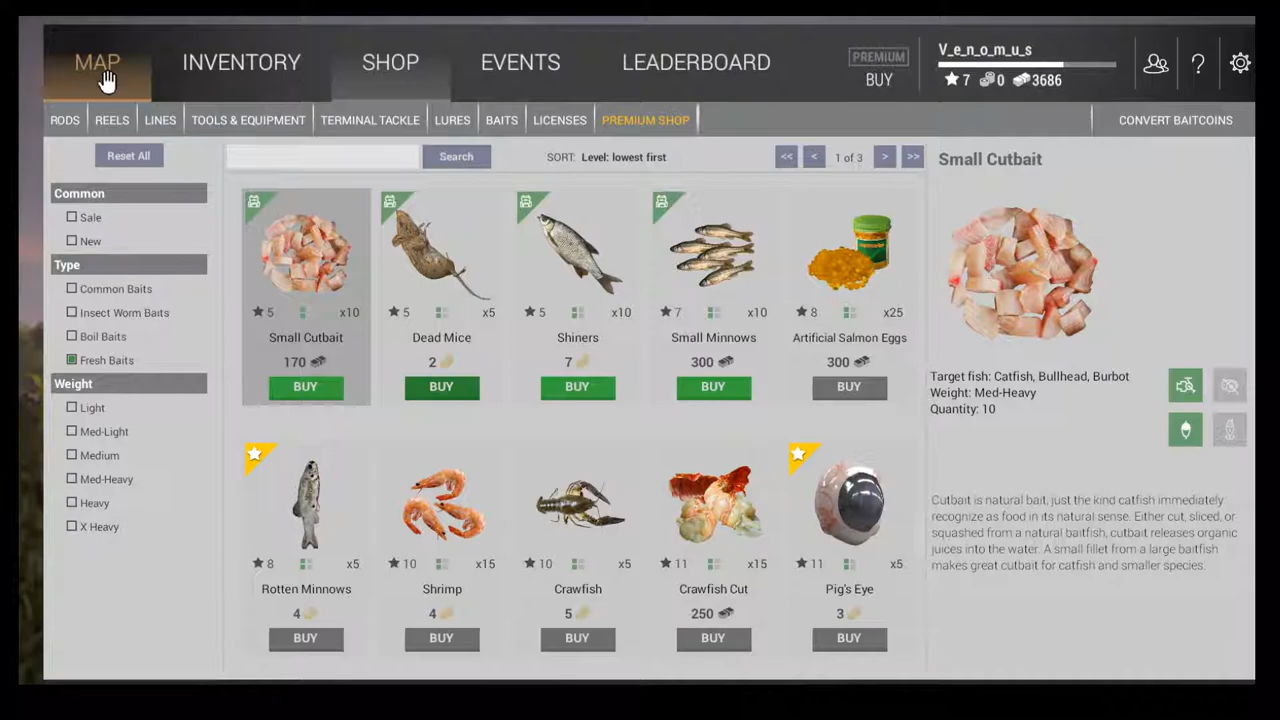 MAP INVENTORY SHOP EVENTS LEADERBOARD
PREMIUM
BUY
V_e_n_o_m_u_s
7 0 3686
?
RODS REELS LINES TOOLS & EQUIPMENT TERMINAL TACKLE LURES BAITS LICENSES PREMIUM SHOP CONVERT BAITCOINS
Reset All
Search
SORT: Level: lowest first
<< < 1 of 3 > >>
Common
Sale
New
Type
Common Baits
Insect Worm Baits
Boil Baits
Fresh Baits
Weight
Light
Med-Light
Medium
Med-Heavy
Heavy
X Heavy
5 x10
Small Cutbait
170
BUY
5 x5
Dead Mice
2
BUY
5 x10
Shiners
7
BUY
7 x10
Small Minnows
300
BUY
8 x25
Artificial Salmon Eggs
300
BUY
8 x5
Rotten Minnows
4
BUY
10 x15
Shrimp
4
BUY
10 x5
Crawfish
5
BUY
11 x15
Crawfish Cut
250
BUY
11 x5
Pig's Eye
3
BUY
Small Cutbait
Target fish: Catfish, Bullhead, Burbot
Weight: Med-Heavy
Quantity: 10
Cutbait is natural bait, just the kind catfish immediately
recognize as food in its natural sense. Either cut, sliced, or
squashed from a natural baitfish, cutbait releases organic
juices into the water. A small fillet from a large baitfish
makes great cutbait for catfish and smaller species.